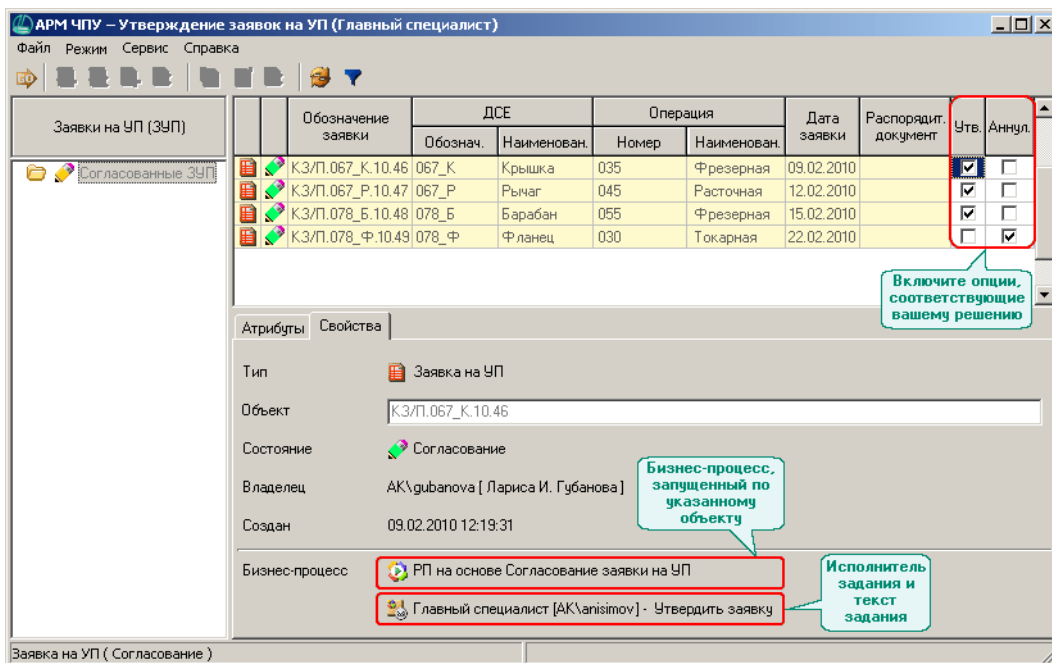 АРМ ЧПУ – Утверждение заявок на УП (Главный специалист)
Файл Режим Сервис Справка
Заявки на УП (ЗУП)
Согласованные ЗУП
Обозначение заявки ДСЕ Операция Дата заявки Распорядит. документ Утв. Аннул.
Обознач. Наименован. Номер Наименован.
К.З/П.067_К.10.46 067_К Крышка 035 Фрезерная 09.02.2010
К.З/П.067_Р.10.47 067_Р Рычаг 045 Расточная 12.02.2010
К.З/П.078_Б.10.48 078_Б Барабан 055 Фрезерная 15.02.2010
К.З/П.078_Ф.10.49 078_Ф Фланец 030 Токарная 22.02.2010
Включите опции,
соответствующие
вашему решению
Атрибуты Свойства
Тип Заявка на УП
Объект К.З/П.067_К.10.46
Состояние Согласование
Владелец AK\gubanova [ Лариса И. Губанова ]
Создан 09.02.2010 12:19:31
Бизнес-процесс,
запущенный по
указанному
объекту
Бизнес-процесс РП на основе Согласование заявки на УП
Главный специалист [AK\anisimov] - Утвердить заявку
Исполнитель
задания и
текст
задания
Заявка на УП ( Согласование )